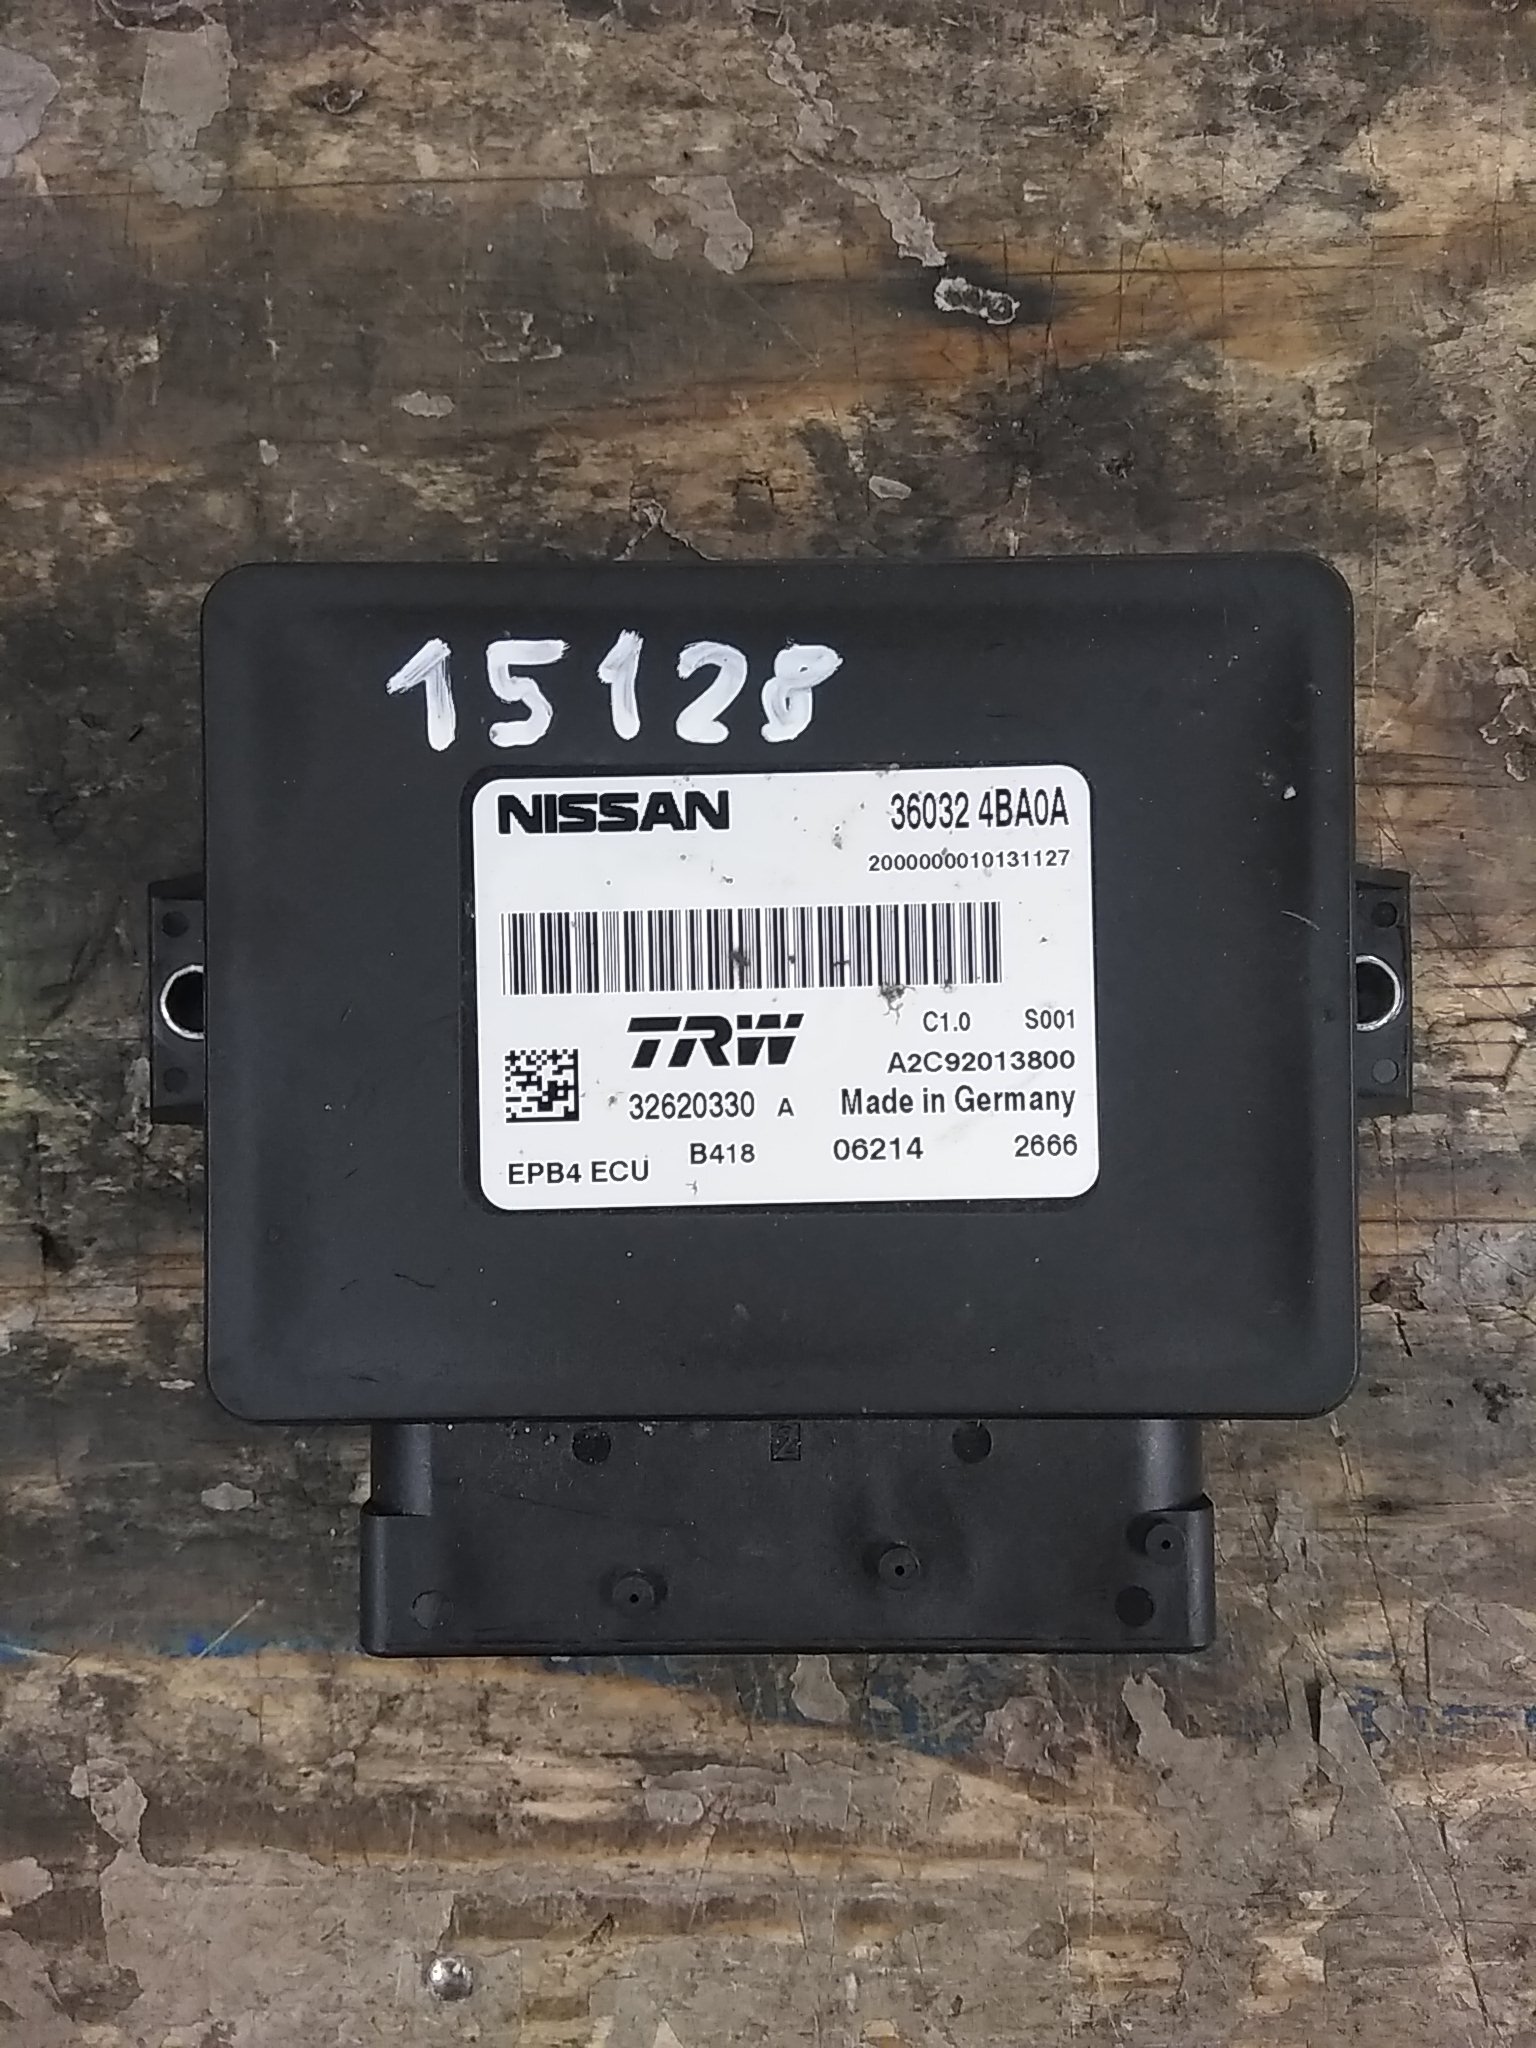 15128
NISSAN 36032 4BA0A
2000000010131127
TRW C1.0 S001
A2C92013800
32620330 A Made in Germany
EPB4 ECU B418 06214 2666
2